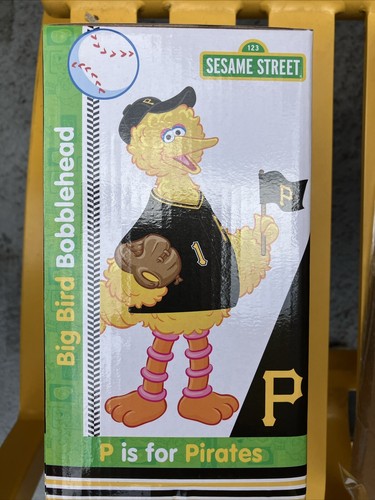 123
SESAME STREET
Big Bird Bobblehead
P
P
1
P
P is for Pirates